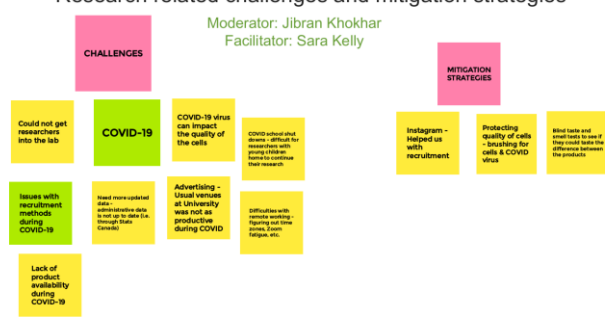 Research related challenges and mitigation strategies
Moderator: Jibran Khokhar
Facilitator: Sara Kelly
CHALLENGES
Could not get
researchers
into the lab
COVID-19
COVID-19 virus
can impact
the quality of
the cells
COVID school shut
downs - difficult for
researchers with
young children
home to continue
their research
Issues with
recruitment
methods
during
COVID-19
Need more updated
data -
administrative data
is not up to date (i.e.
through Stats
Canada)
Advertising -
Usual venues
at University
was not as
productive
during COVID
Difficulties with
remote working -
figuring out time
zones, Zoom
fatigue, etc.
Lack of
product
availability
during
COVID-19
MITIGATION
STRATEGIES
Instagram -
Helped us
with
recruitment
Protecting
quality of cells
- brushing for
cells & COVID
virus
Blind taste and
smell tests to see if
they could taste the
difference between
the products